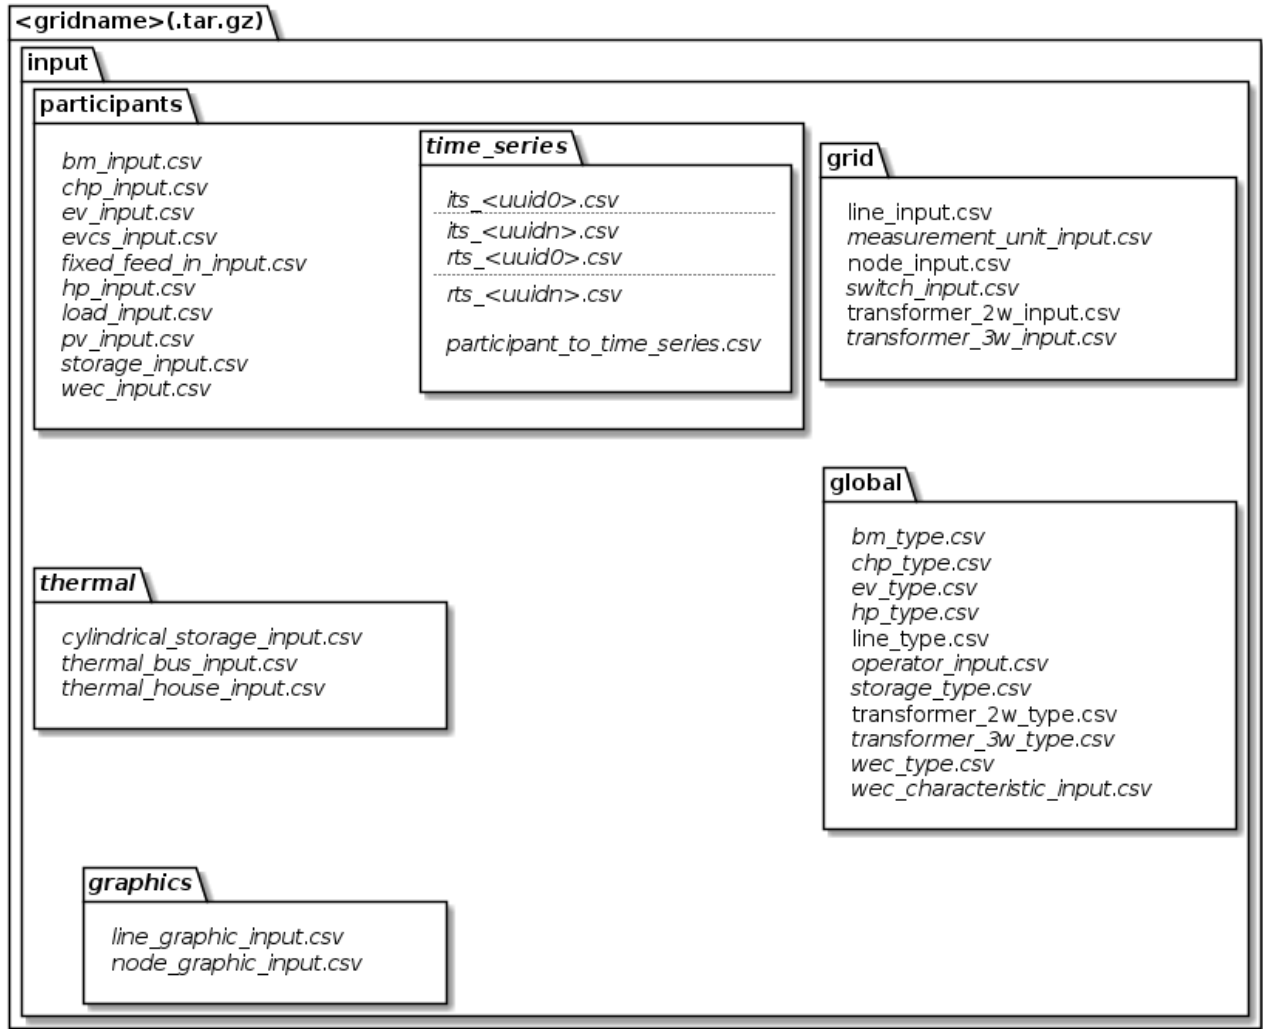 <gridname>(.tar.gz)
input
participants
bm_input.csv
chp_input.csv
ev_input.csv
evcs_input.csv
fixed_feed_in_input.csv
hp_input.csv
load_input.csv
pv_input.csv
storage_input.csv
wec_input.csv
time_series
its_<uuid0>.csv
its_<uuidn>.csv
rts_<uuid0>.csv
rts_<uuidn>.csv
participant_to_time_series.csv
grid
line_input.csv
measurement_unit_input.csv
node_input.csv
switch_input.csv
transformer_2w_input.csv
transformer_3w_input.csv
global
bm_type.csv
chp_type.csv
ev_type.csv
hp_type.csv
line_type.csv
operator_input.csv
storage_type.csv
transformer_2w_type.csv
transformer_3w_type.csv
wec_type.csv
wec_characteristic_input.csv
thermal
cylindrical_storage_input.csv
thermal_bus_input.csv
thermal_house_input.csv
graphics
line_graphic_input.csv
node_graphic_input.csv